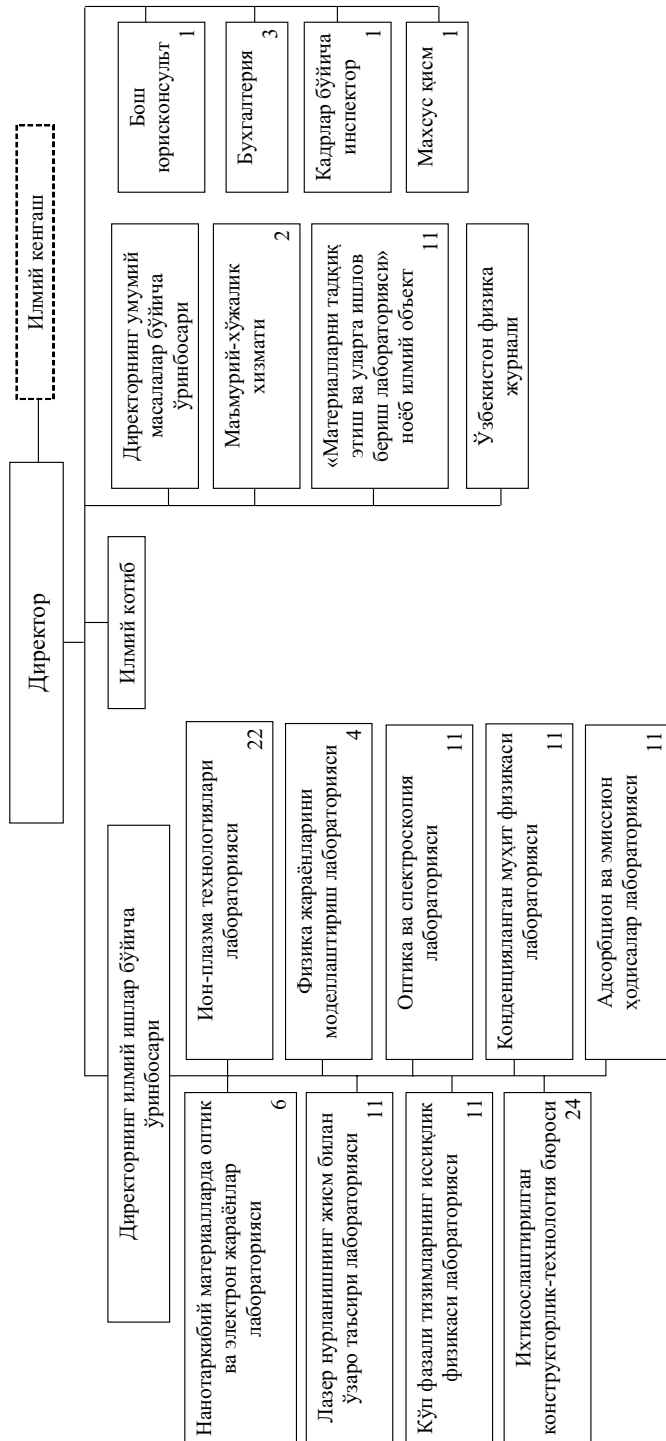 Илмий кенгаш
Директор
Илмий котиб
Директорнинг илмий ишлар бўйича
ўринбосари
Нанотаркибий материалларда оптик
ва электрон жараёнлар
лабораторияси
6
Лазер нурланишнинг жисм билан
ўзаро таъсири лабораторияси
11
Кўп фазали тизимларнинг иссиқлик
физикаси лабораторияси
11
Ихтисослаштирилган
конструкторлик-технология бюроси
24
Ион-плазма технологиялари
лабораторияси
22
Физика жараёнларини
моделлаштириш лабораторияси
4
Оптика ва спектроскопия
лабораторияси
11
Конденцияланган муҳит физикаси
лабораторияси
11
Адсорбцион ва эмиссион
ҳодисалар лабораторияси
11
Директорнинг умумий
масалалар бўйича
ўринбосари
Маъмурий-хўжалик
хизмати
2
«Материалларни тадқиқ
этиш ва уларга ишлов
бериш лабораторияси»
ноёб илмий объект
11
Ўзбекистон физика
журнали
Бош
юрисконсульт
1
Бухгалтерия
3
Кадрлар бўйича
инспектор
1
Махсус қисм
1